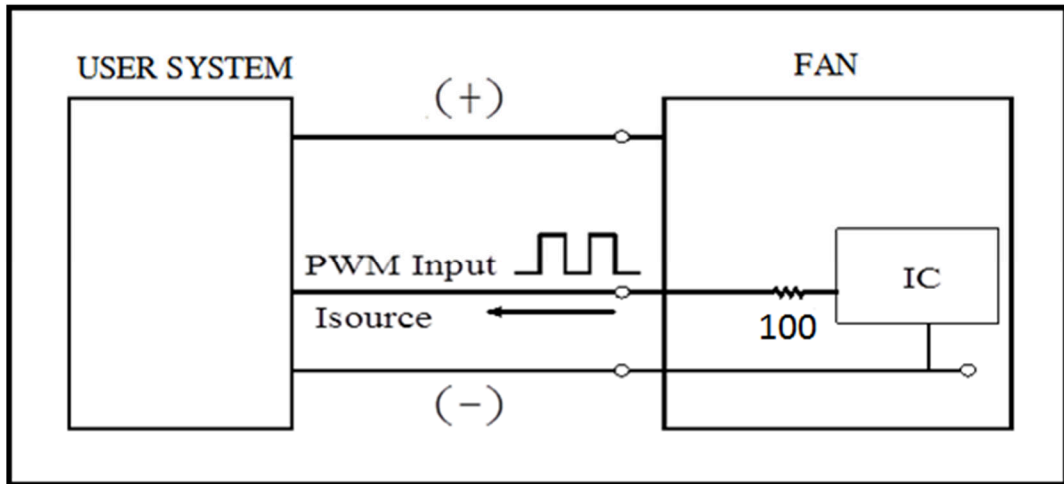 USER SYSTEM
FAN
(+)
PWM Input
IC
Isource
100
(-)